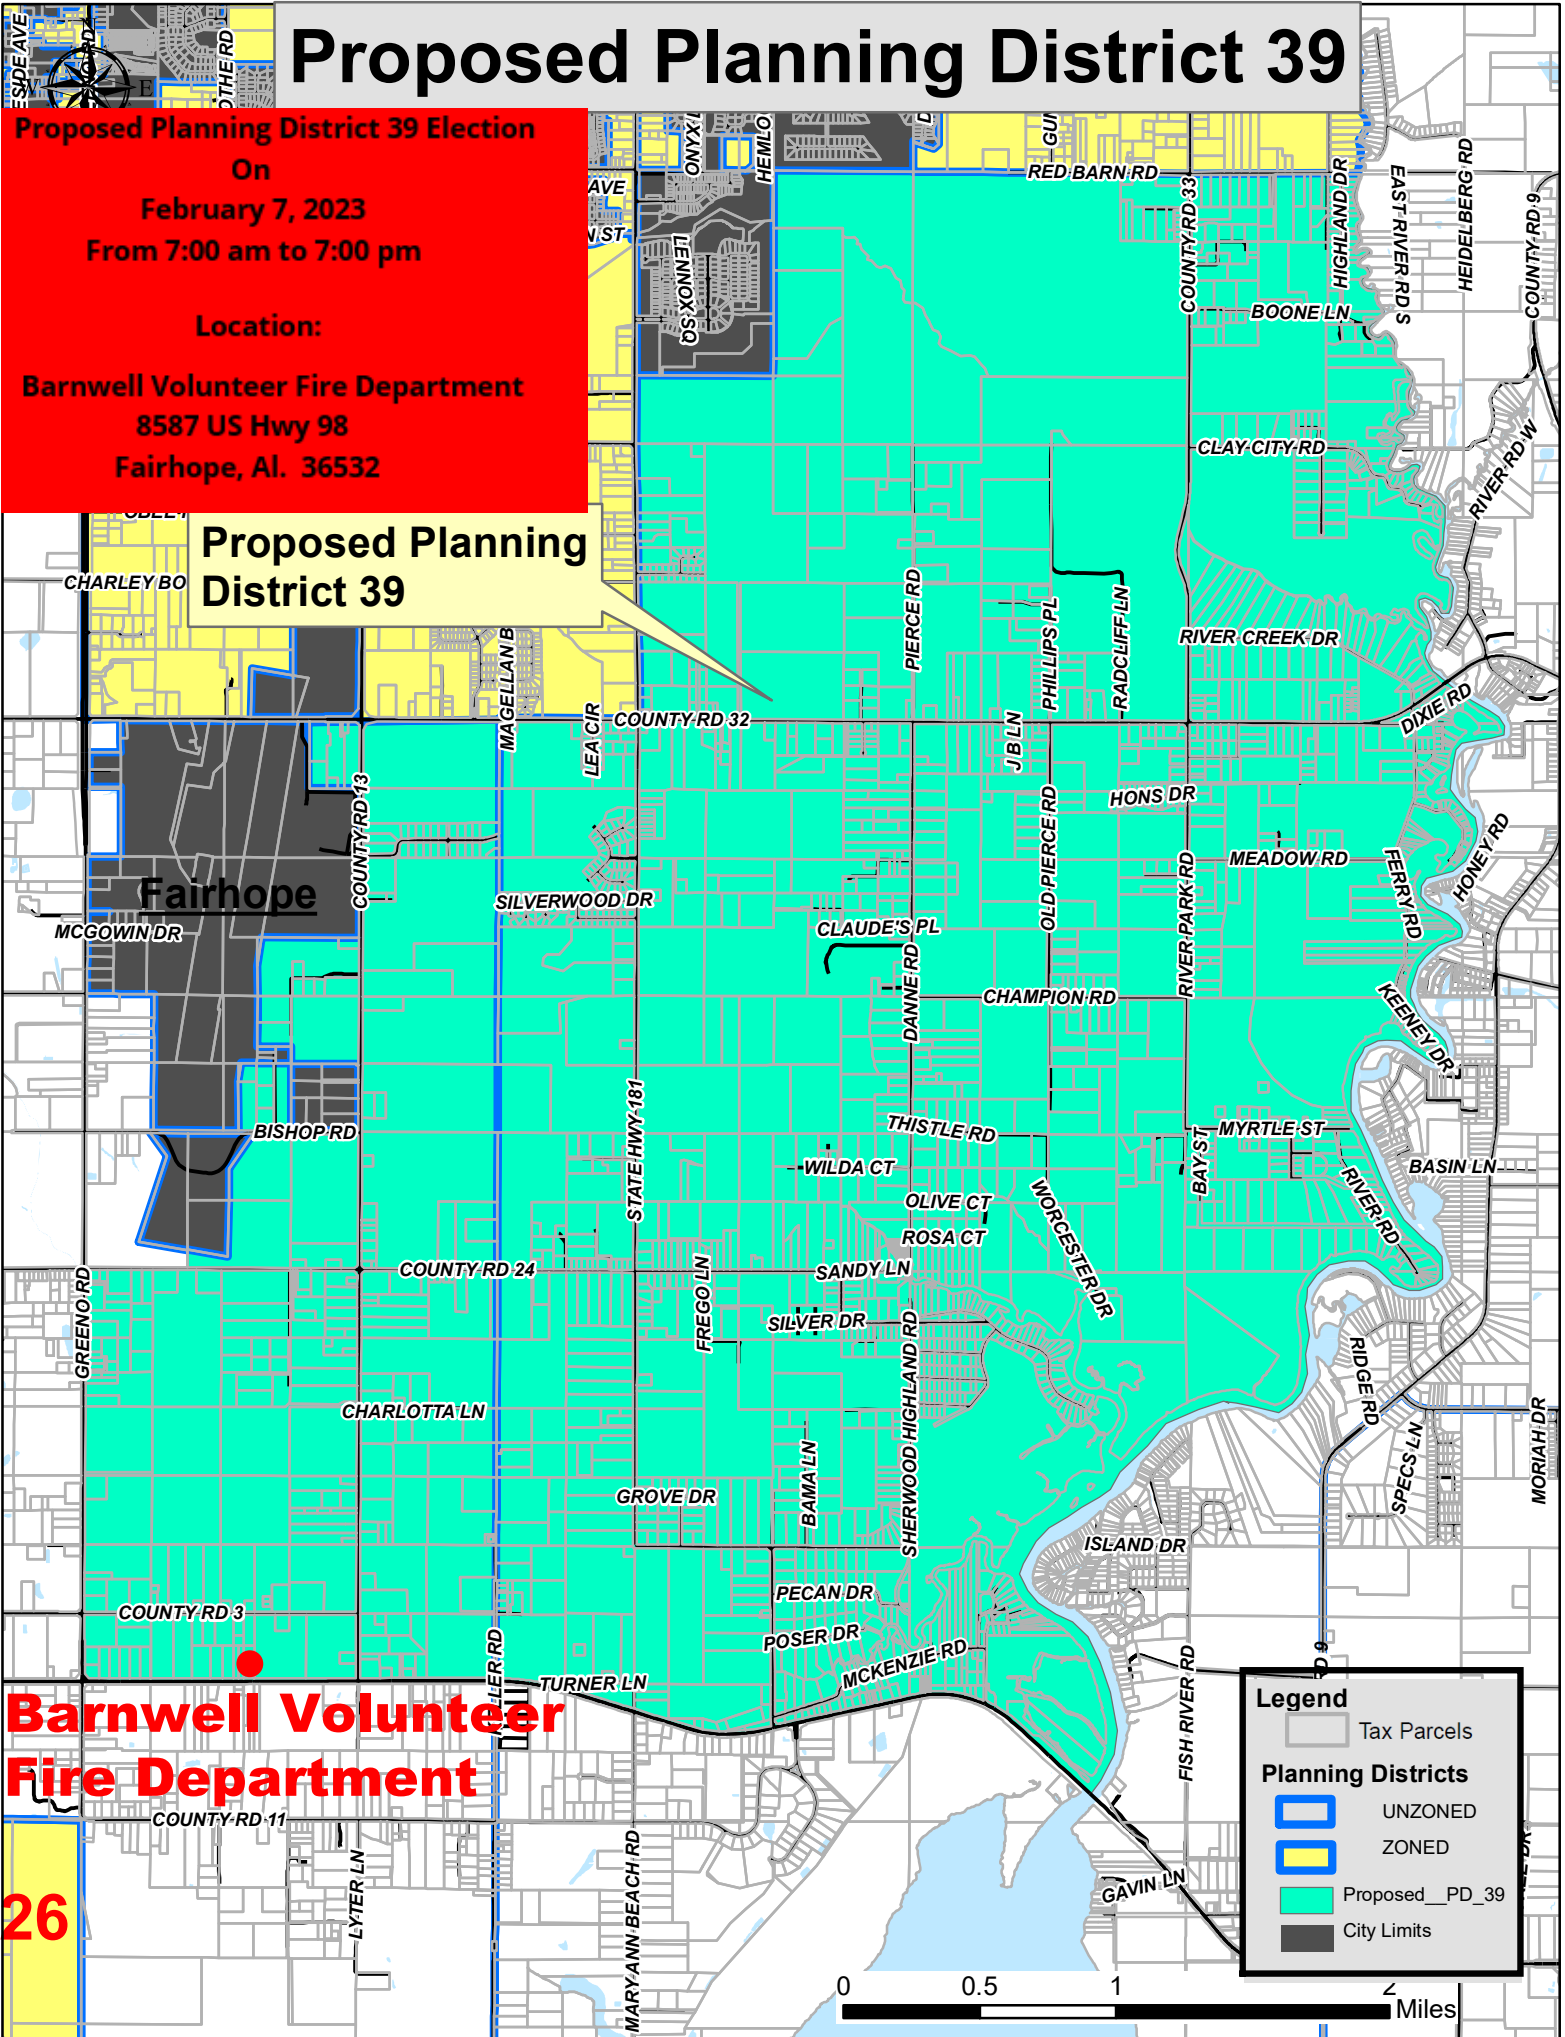 Proposed Planning District 39
W
E
Proposed Planning District 39 Election
On
February 7, 2023
From 7:00 am to 7:00 pm
Location:
Barnwell Volunteer Fire Department
8587 US Hwy 98
Fairhope, Al. 36532
Proposed Planning
District 39
AVE
RED BARN RD
LENNOX SQ
COUNTY RD 33
HIGHLAND DR
EAST RIVER RD S
HEIDELBERG RD
COUNTY RD 9
BOONE LN
CLAY CITY RD
RIVER RD W
CHARLEY BO
PIERCE RD
PHILLIPS PL
RADCLIFF LN
RIVER CREEK DR
MAGELLAN B
LEA CIR
COUNTY RD 32
J B LN
DIXIE RD
COUNTY RD 13
HONS DR
OLD PIERCE RD
MEADOW RD
FERRY RD
HONEY RD
RIVER PARK RD
Fairhope
SILVERWOOD DR
MCGOWIN DR
CLAUDE'S PL
DANNE RD
CHAMPION RD
KEENEY DR
BISHOP RD
STATE HWY 181
THISTLE RD
MYRTLE ST
BAY ST
WILDA CT
BASIN LN
OLIVE CT
ROSA CT
WORCESTER DR
RIVER RD
GREENO RD
COUNTY RD 24
FREGO LN
SANDY LN
SILVER DR
SHERWOOD HIGHLAND RD
RIDGE RD
CHARLOTTA LN
BAMA LN
SPECS LN
MORIAH DR
GROVE DR
ISLAND DR
PECAN DR
COUNTY RD 3
POSER DR
MCKENZIE RD
FISH RIVER RD
TURNER LN
Barnwell Volunteer
Fire Department
COUNTY RD 11
LYTER LN
MARY ANN BEACH RD
GAVIN LN
26
Legend
Tax Parcels
Planning Districts
UNZONED
ZONED
Proposed__PD_39
City Limits
0
0.5
1
2
Miles